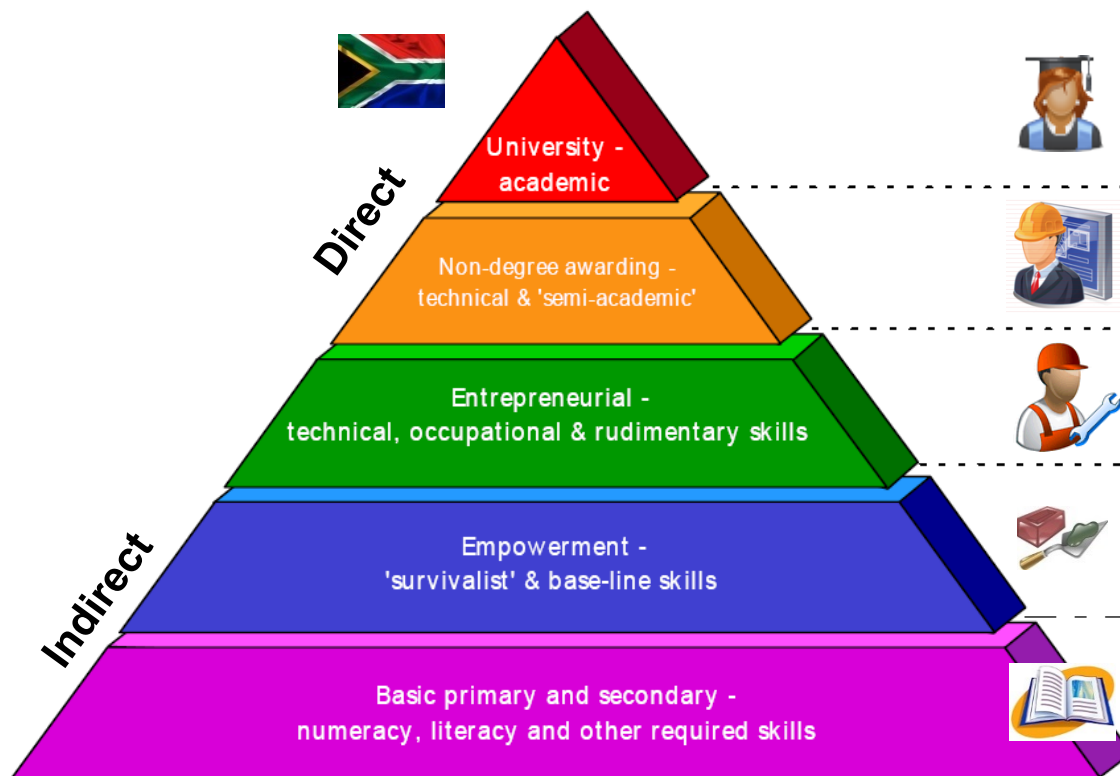 University -
academic
Direct
Non-degree awarding -
technical & 'semi-academic'
Entrepreneurial -
technical, occupational & rudimentary skills
Empowerment -
'survivalist' & base-line skills
Indirect
Basic primary and secondary -
numeracy, literacy and other required skills